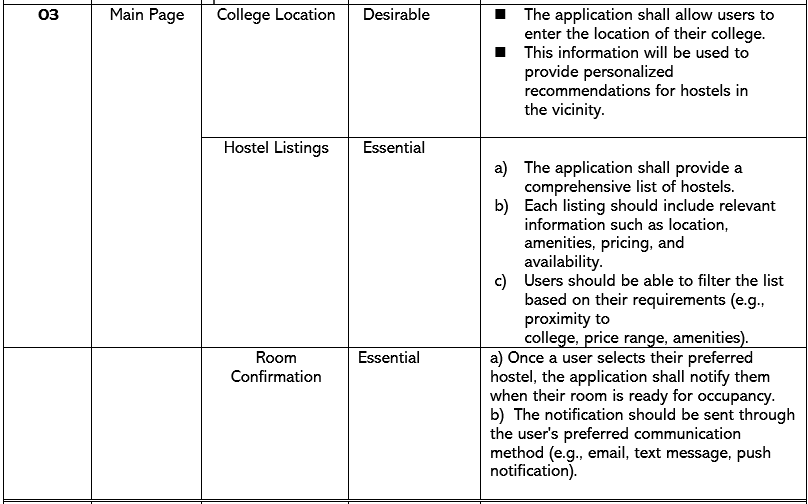 03
Main Page
College Location
Desirable
■ The application shall allow users to
enter the location of their college.
■ This information will be used to
provide personalized
recommendations for hostels in
the vicinity.
Hostel Listings
Essential
a) The application shall provide a
comprehensive list of hostels.
b) Each listing should include relevant
information such as location,
amenities, pricing, and
availability.
c) Users should be able to filter the list
based on their requirements (e.g.,
proximity to
college, price range, amenities).
Room
Confirmation
Essential
a) Once a user selects their preferred
hostel, the application shall notify them
when their room is ready for occupancy.
b) The notification should be sent through
the user's preferred communication
method (e.g., email, text message, push
notification).